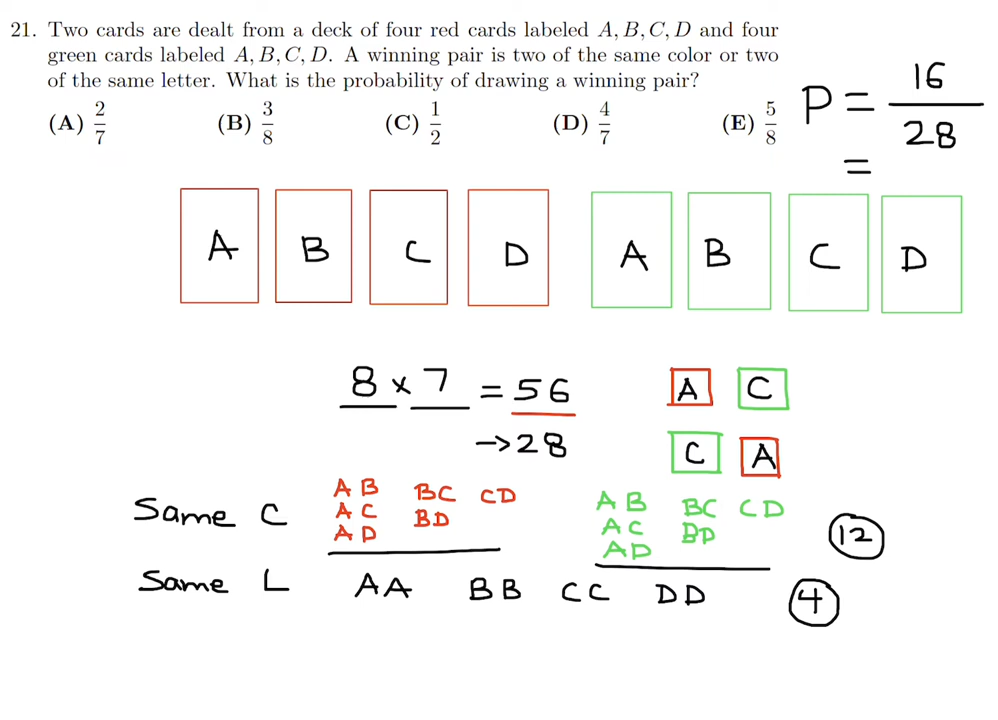 21. Two cards are dealt from a deck of four red cards labeled A, B, C, D and four
green cards labeled A, B, C, D. A winning pair is two of the same color or two
of the same letter. What is the probability of drawing a winning pair?
(A) 2/7 (B) 3/8 (C) 1/2 (D) 4/7 (E) 5/8
P = 16/28
=
A B C D A B C D
8 × 7 = 56
→ 28
A C
C A
Same C
AB BC CD
AC BD
AD
AB BC CD
AC BD
AD
12
Same L AA BB CC DD 4